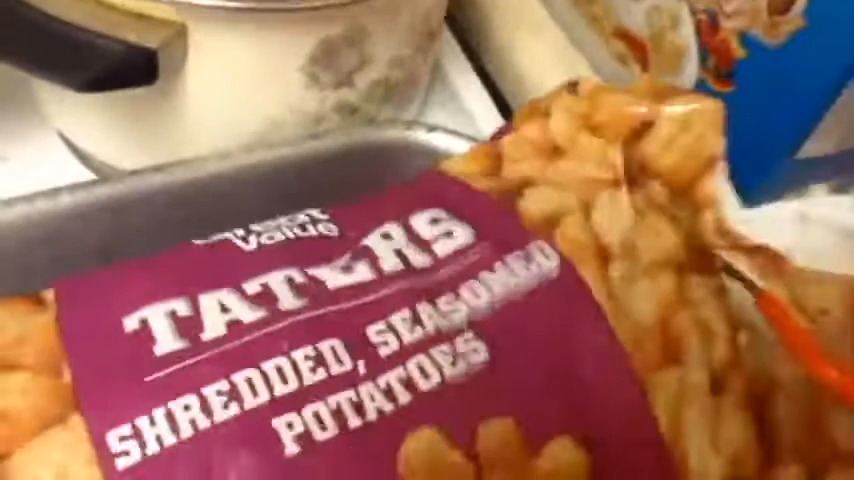 Value
TATERS
SHREDDED, SEASONED
POTATOES